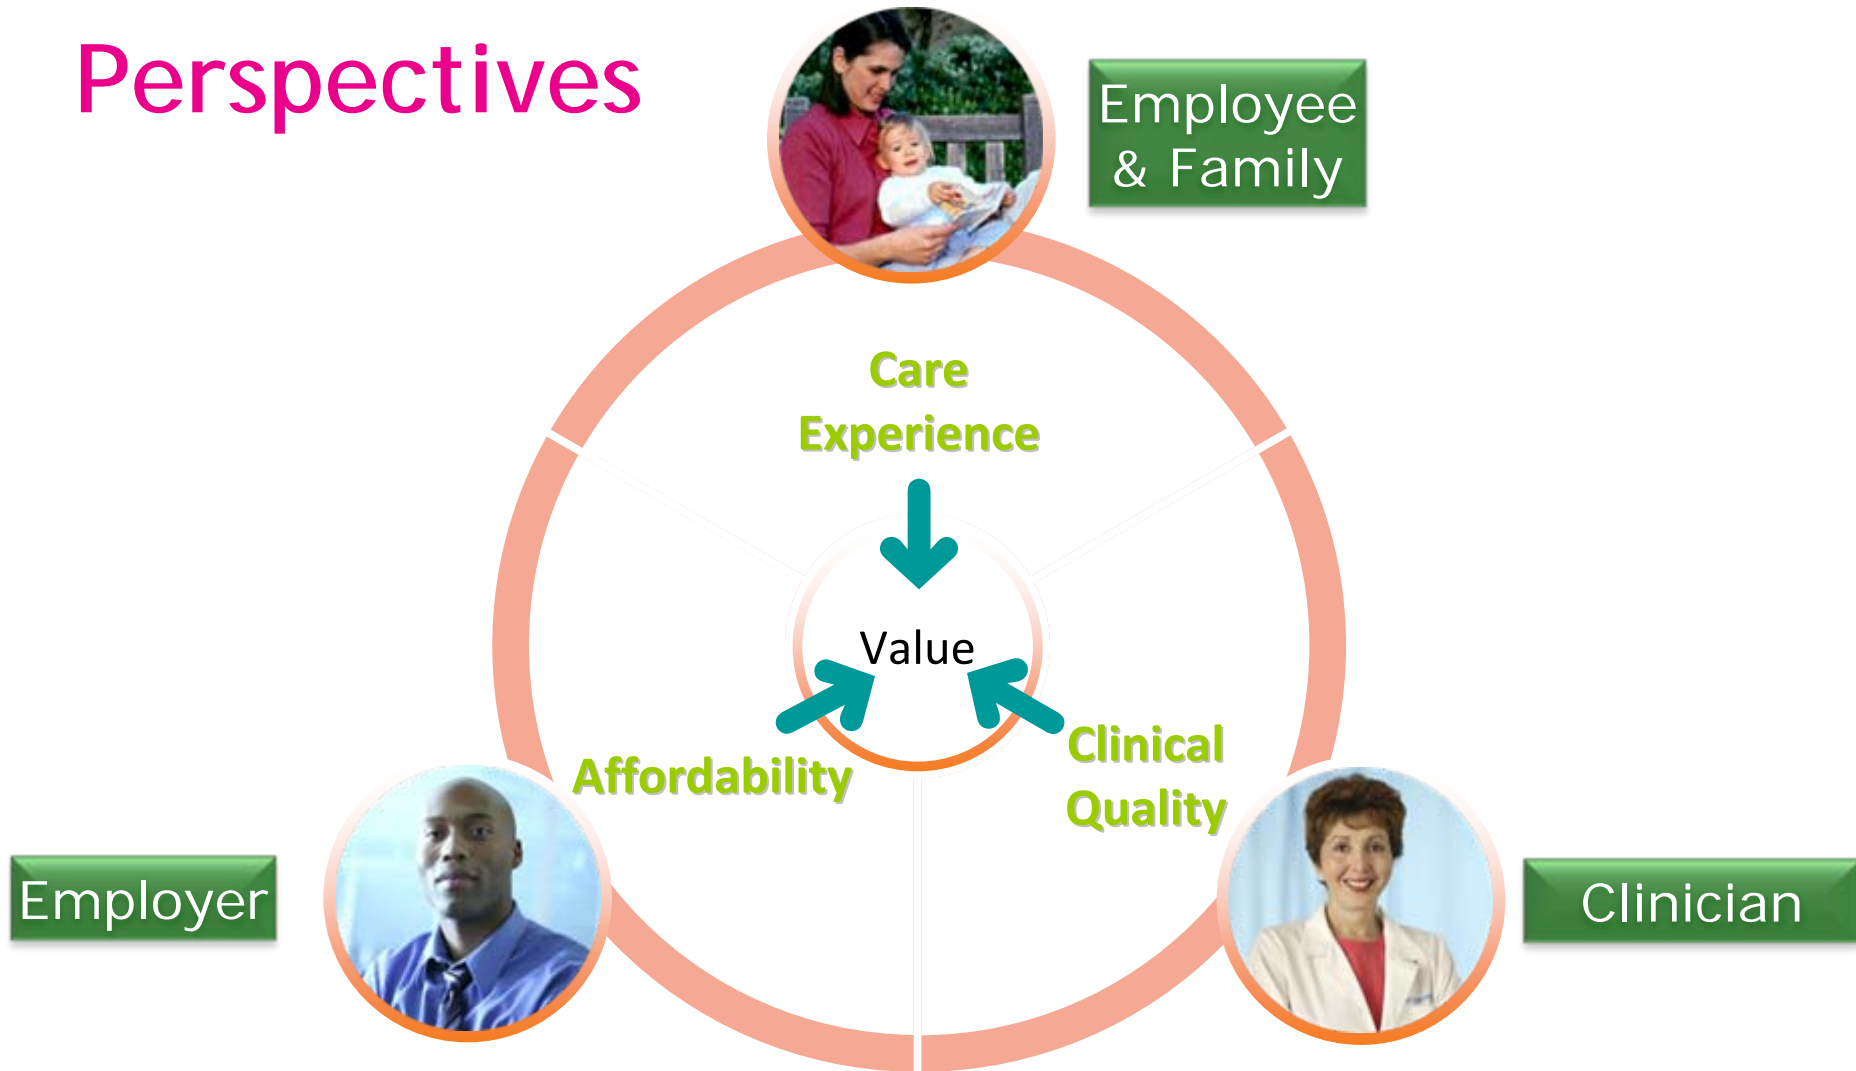 Perspectives
Employee
& Family
Care
Experience
Value
Affordability
Clinical
Quality
Employer
Clinician